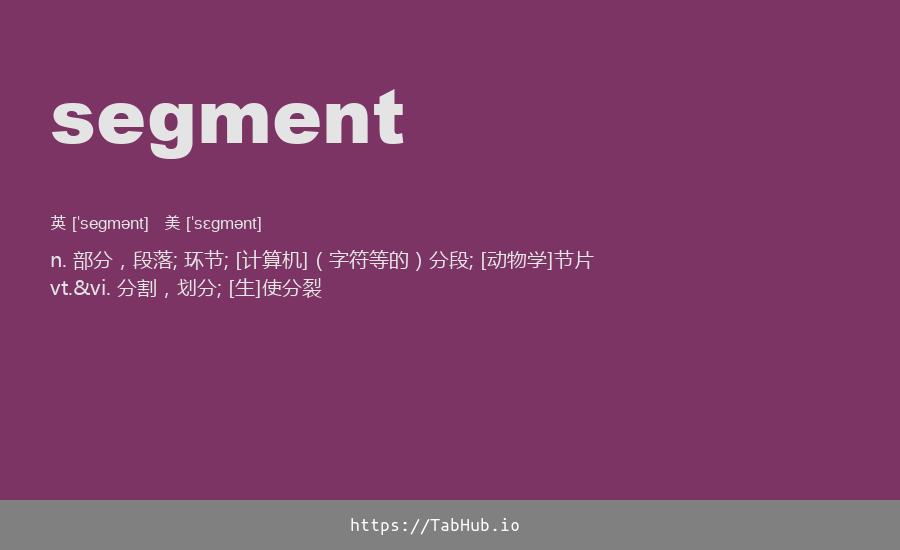 segment
英 [ˈsegmənt] 美 [ˈsɛɡmənt]
n. 部分，段落; 环节; [计算机]（字符等的）分段; [动物学]节片
vt.&vi. 分割，划分; [生]使分裂
https://TabHub.io